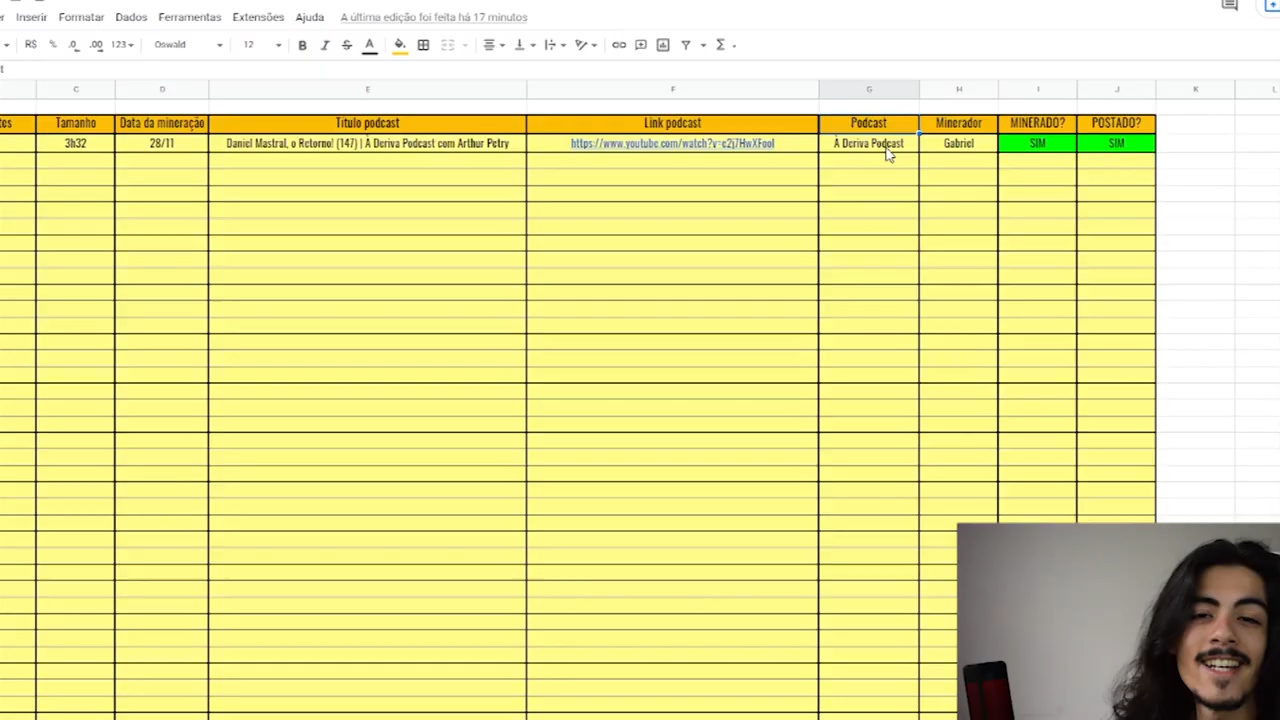 Inserir Formatar Dados Ferramentas Extensões Ajuda A última edição foi feita há 17 minutos
R$ % .0 .00 123 Oswald 12 B I S A Σ
C D E F G H I J K L
tos Tamanho Data da mineração Título podcast Link podcast Podcast Minerador MINERADO? POSTADO?
3h32 28/11 Daniel Mastral, o Retorno! (147) | À Deriva Podcast com Arthur Petry À Deriva Podcast Gabriel SIM SIM